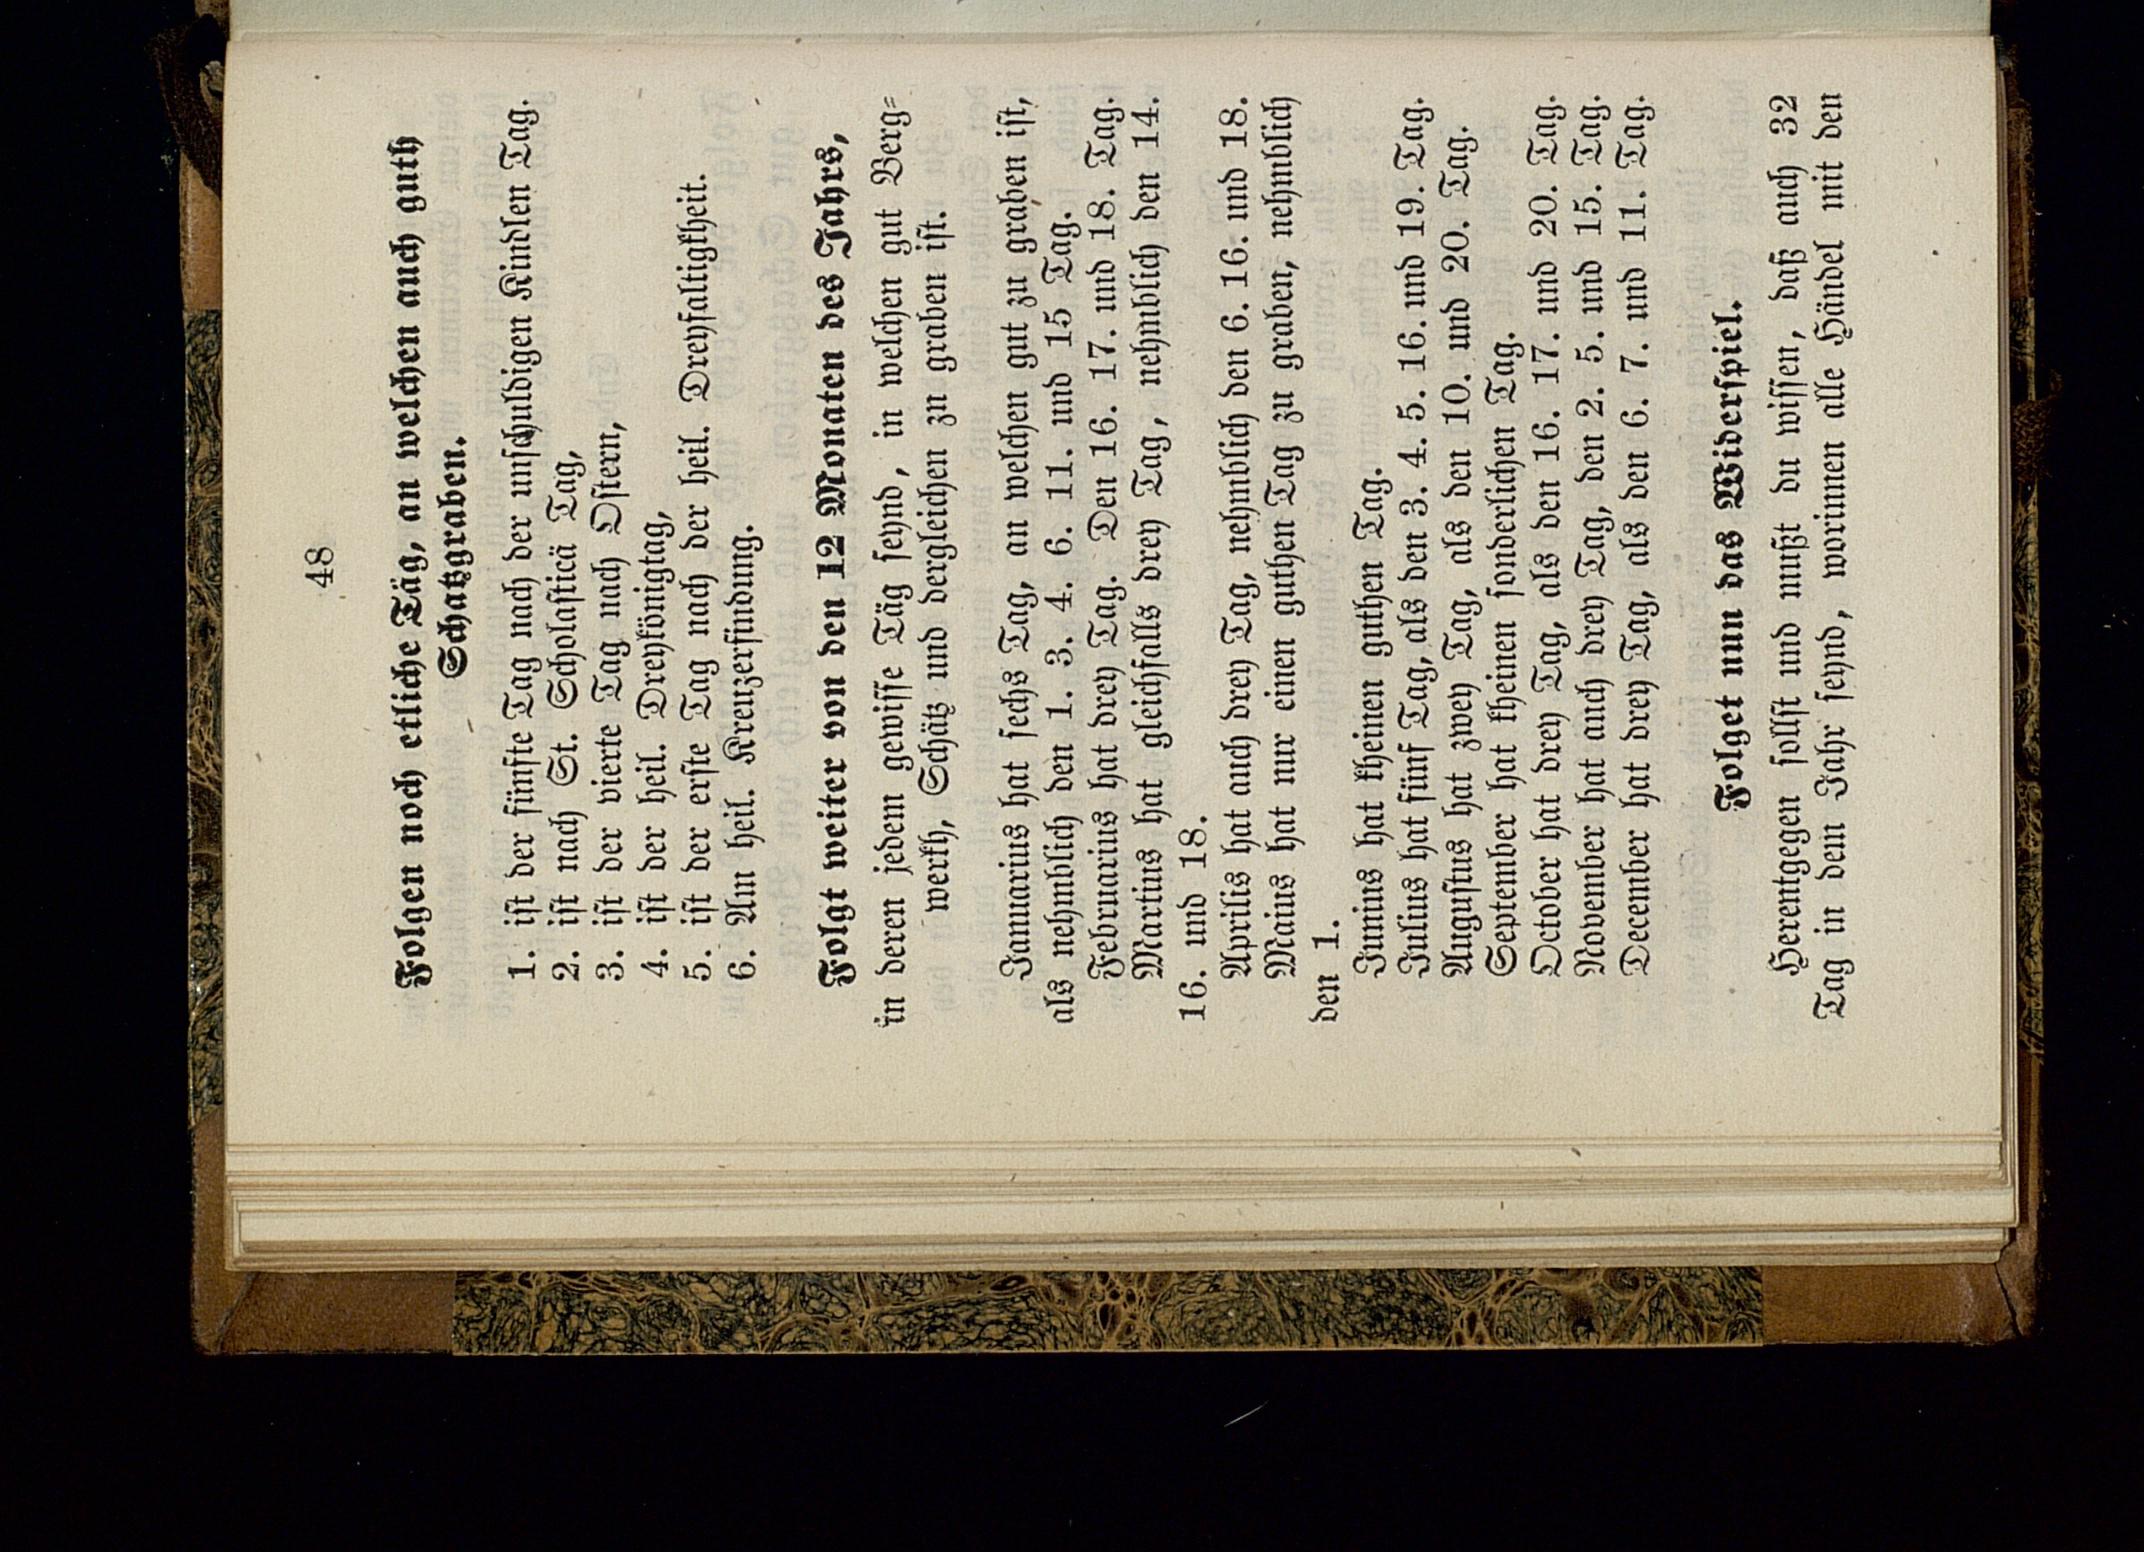 48
Folgen noch etliche Täg, an welchen auch guth
Schatzgraben.
1. ist der fünfte Tag nach der unschuldigen Kindlen Tag.
2. ist nach St. Scholasticä Tag,
3. ist der vierte Tag nach Ostern,
4. ist der heil. Dreykönigtag,
5. ist der erste Tag nach der heil. Dreyfaltigkheit.
6. Am heil. Kreuzerfindung.
Folgt weiter von den 12 Monaten des Jahrs,
in deren jedem gewisse Täg seynd, in welchen gut Berg=
werkh, Schätz und dergleichen zu graben ist.
Januarius hat sechs Tag, an welchen gut zu graben ist,
als nehmblich den 1. 3. 4. 6. 11. und 15 Tag.
Februarius hat drey Tag. Den 16. 17. und 18. Tag.
Martius hat gleichfalls drey Tag, nehmblich den 14.
16. und 18.
Aprilis hat auch drey Tag, nehmblich den 6. 16. und 18.
Maius hat nur einen guthen Tag zu graben, nehmblich
den 1.
Junius hat kheinen guthen Tag.
Julius hat fünf Tag, als den 3. 4. 5. 16. und 19. Tag.
Augustus hat zwey Tag, als den 10. und 20. Tag.
September hat kheinen sonderlichen Tag.
October hat drey Tag, als den 16. 17. und 20. Tag.
November hat auch drey Tag, den 2. 5. und 15. Tag.
December hat drey Tag, als den 6. 7. und 11. Tag.
Folget nun das Widerspiel.
Herentgegen sollst und mußt du wissen, daß auch 32
Tag in dem Jahr seynd, worinnen alle Händel mit den